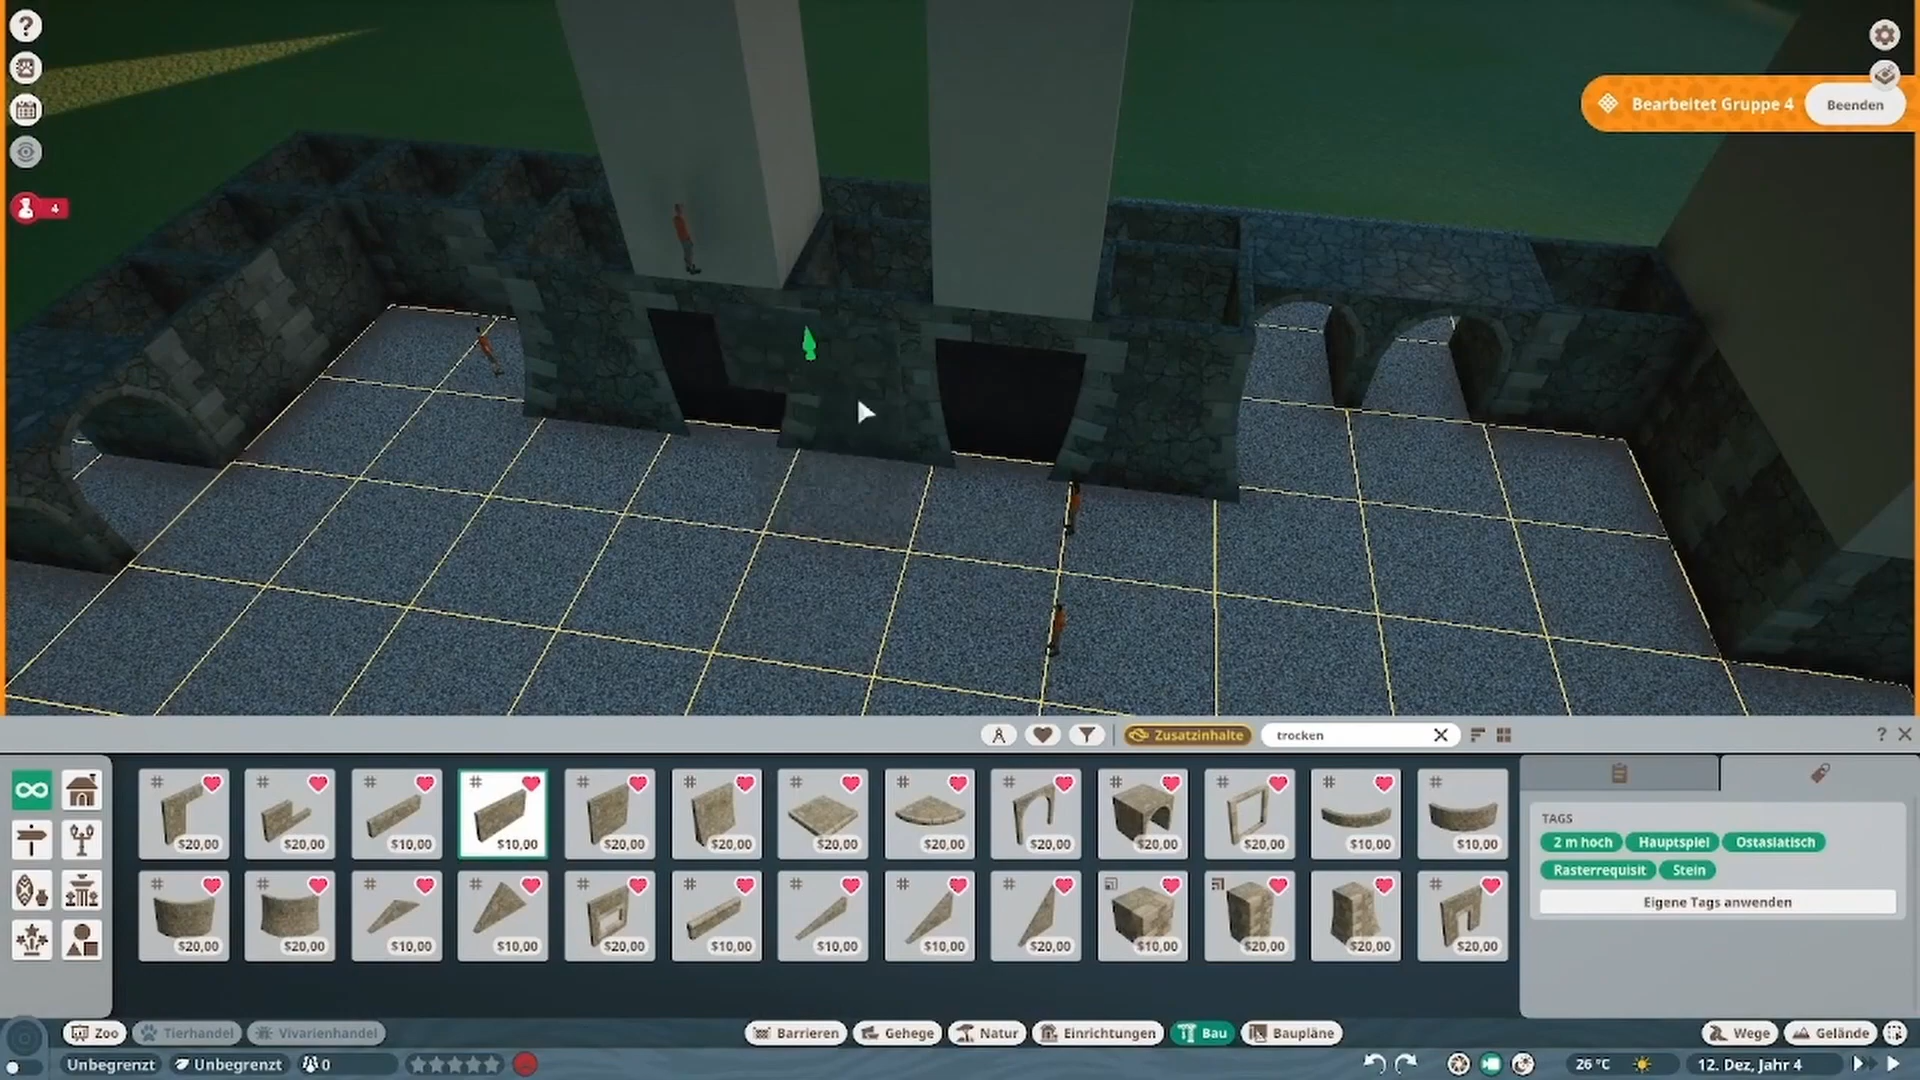 ?
Bearbeitet Gruppe 4
Beenden
4
Zusatzinhalte
trocken
?
# $20,00 # $20,00 # $10,00 # $10,00 # $20,00 # $20,00 # $20,00 # $20,00 # $20,00 # $20,00 # $20,00 # $10,00 # $10,00
# $20,00 # $20,00 # $10,00 # $10,00 # $20,00 # $10,00 # $10,00 # $10,00 # $20,00 $10,00 $20,00 $20,00 # $20,00
TAGS
2 m hoch Hauptspiel Ostasiatisch
Rasterrequisit Stein
Eigene Tags anwenden
Zoo Tierhandel Vivarienhandel Barrieren Gehege Natur Einrichtungen Bau Baupläne Wege Gelände
Unbegrenzt Unbegrenzt 0 26 °C 12. Dez, Jahr 4